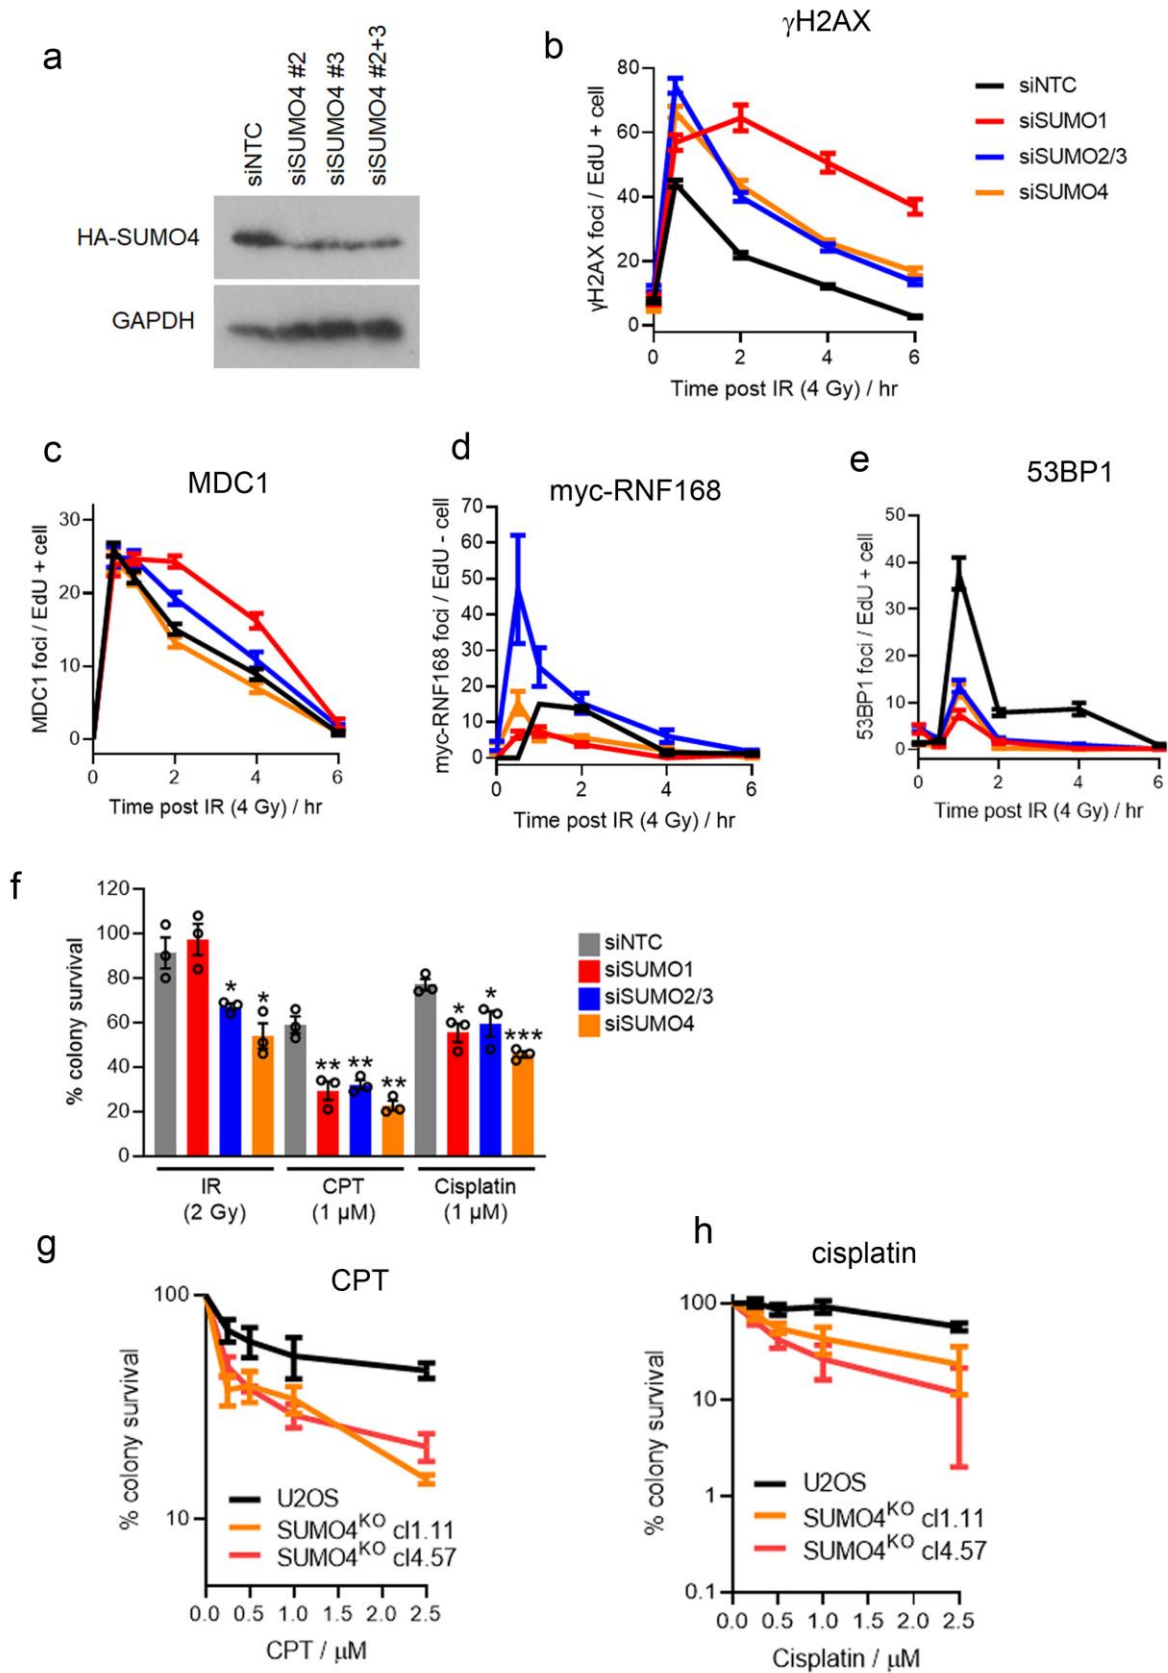 a
siNTC
siSUMO4 #2
siSUMO4 #3
siSUMO4 #2+3
HA-SUMO4
GAPDH
b
γH2AX
γH2AX foci / EdU + cell
80
60
40
20
0
0 2 4 6
Time post IR (4 Gy) / hr
siNTC
siSUMO1
siSUMO2/3
siSUMO4
c
MDC1
MDC1 foci / EdU + cell
30
20
10
0
0 2 4 6
Time post IR (4 Gy) / hr
d
myc-RNF168
myc-RNF168 foci / EdU - cell
70
60
50
40
30
20
10
0
0 2 4 6
Time post IR (4 Gy) / hr
e
53BP1
53BP1 foci / EdU + cell
50
40
30
20
10
0
0 2 4 6
Time post IR (4 Gy) / hr
f
% colony survival
120
100
80
60
40
20
0
* * ** ** ** * * ***
IR CPT Cisplatin
(2 Gy) (1 µM) (1 µM)
siNTC
siSUMO1
siSUMO2/3
siSUMO4
g
CPT
% colony survival
100
10
U2OS
SUMO4KO cl1.11
SUMO4KO cl4.57
0.0 0.5 1.0 1.5 2.0 2.5
CPT / µM
h
cisplatin
% colony survival
100
10
1
0.1
U2OS
SUMO4KO cl1.11
SUMO4KO cl4.57
0.0 0.5 1.0 1.5 2.0 2.5
Cisplatin / µM